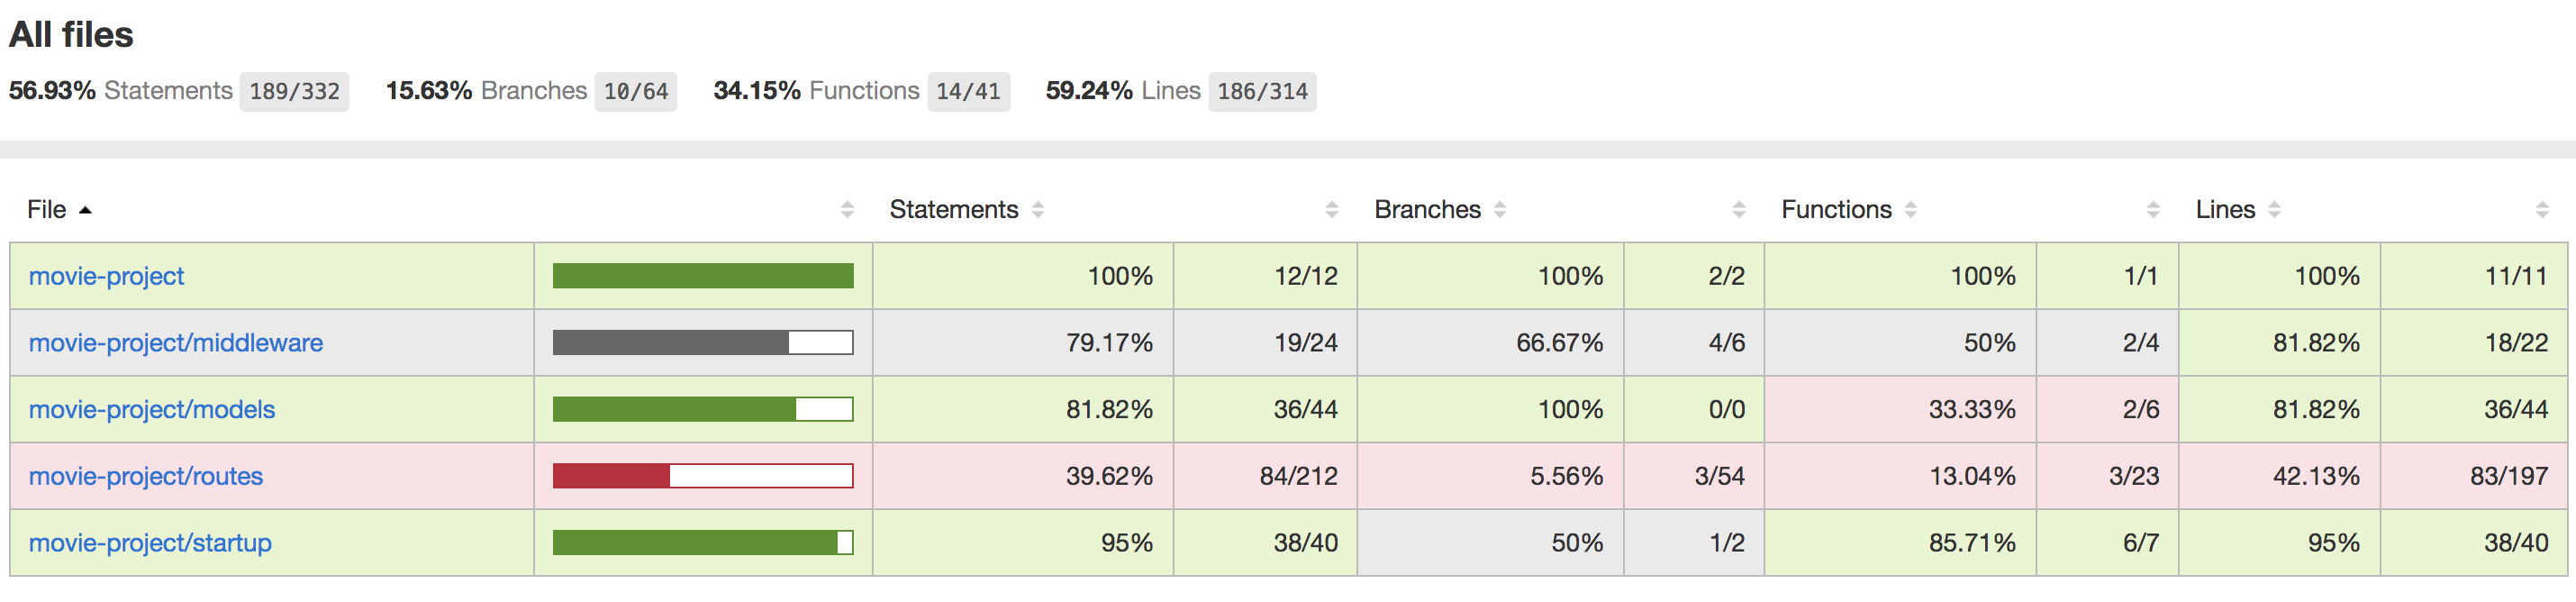 All files
56.93% Statements 189/332 15.63% Branches 10/64 34.15% Functions 14/41 59.24% Lines 186/314
File Statements Branches Functions Lines
movie-project 100% 12/12 100% 2/2 100% 1/1 100% 11/11
movie-project/middleware 79.17% 19/24 66.67% 4/6 50% 2/4 81.82% 18/22
movie-project/models 81.82% 36/44 100% 0/0 33.33% 2/6 81.82% 36/44
movie-project/routes 39.62% 84/212 5.56% 3/54 13.04% 3/23 42.13% 83/197
movie-project/startup 95% 38/40 50% 1/2 85.71% 6/7 95% 38/40